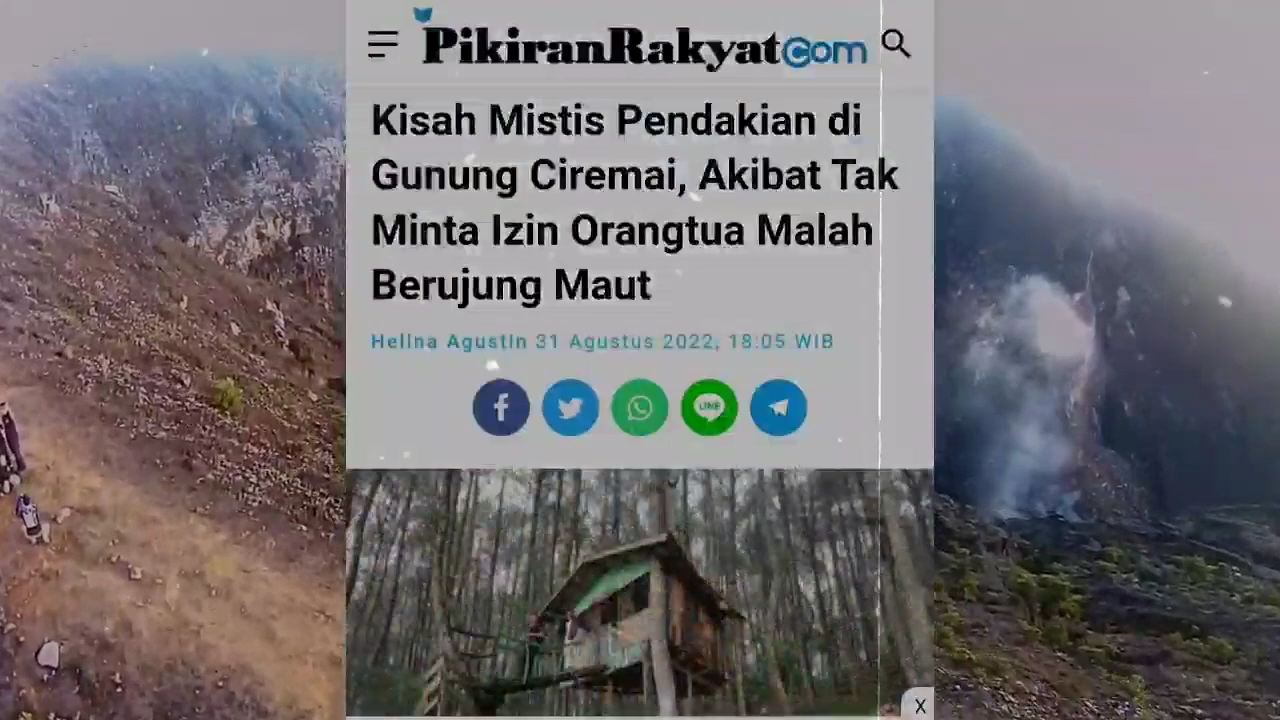 PikiranRakyat.com
Kisah Mistis Pendakian di
Gunung Ciremai, Akibat Tak
Minta Izin Orangtua Malah
Berujung Maut
Helina Agustin 31 Agustus 2022, 18:05 WIB
LINE
X